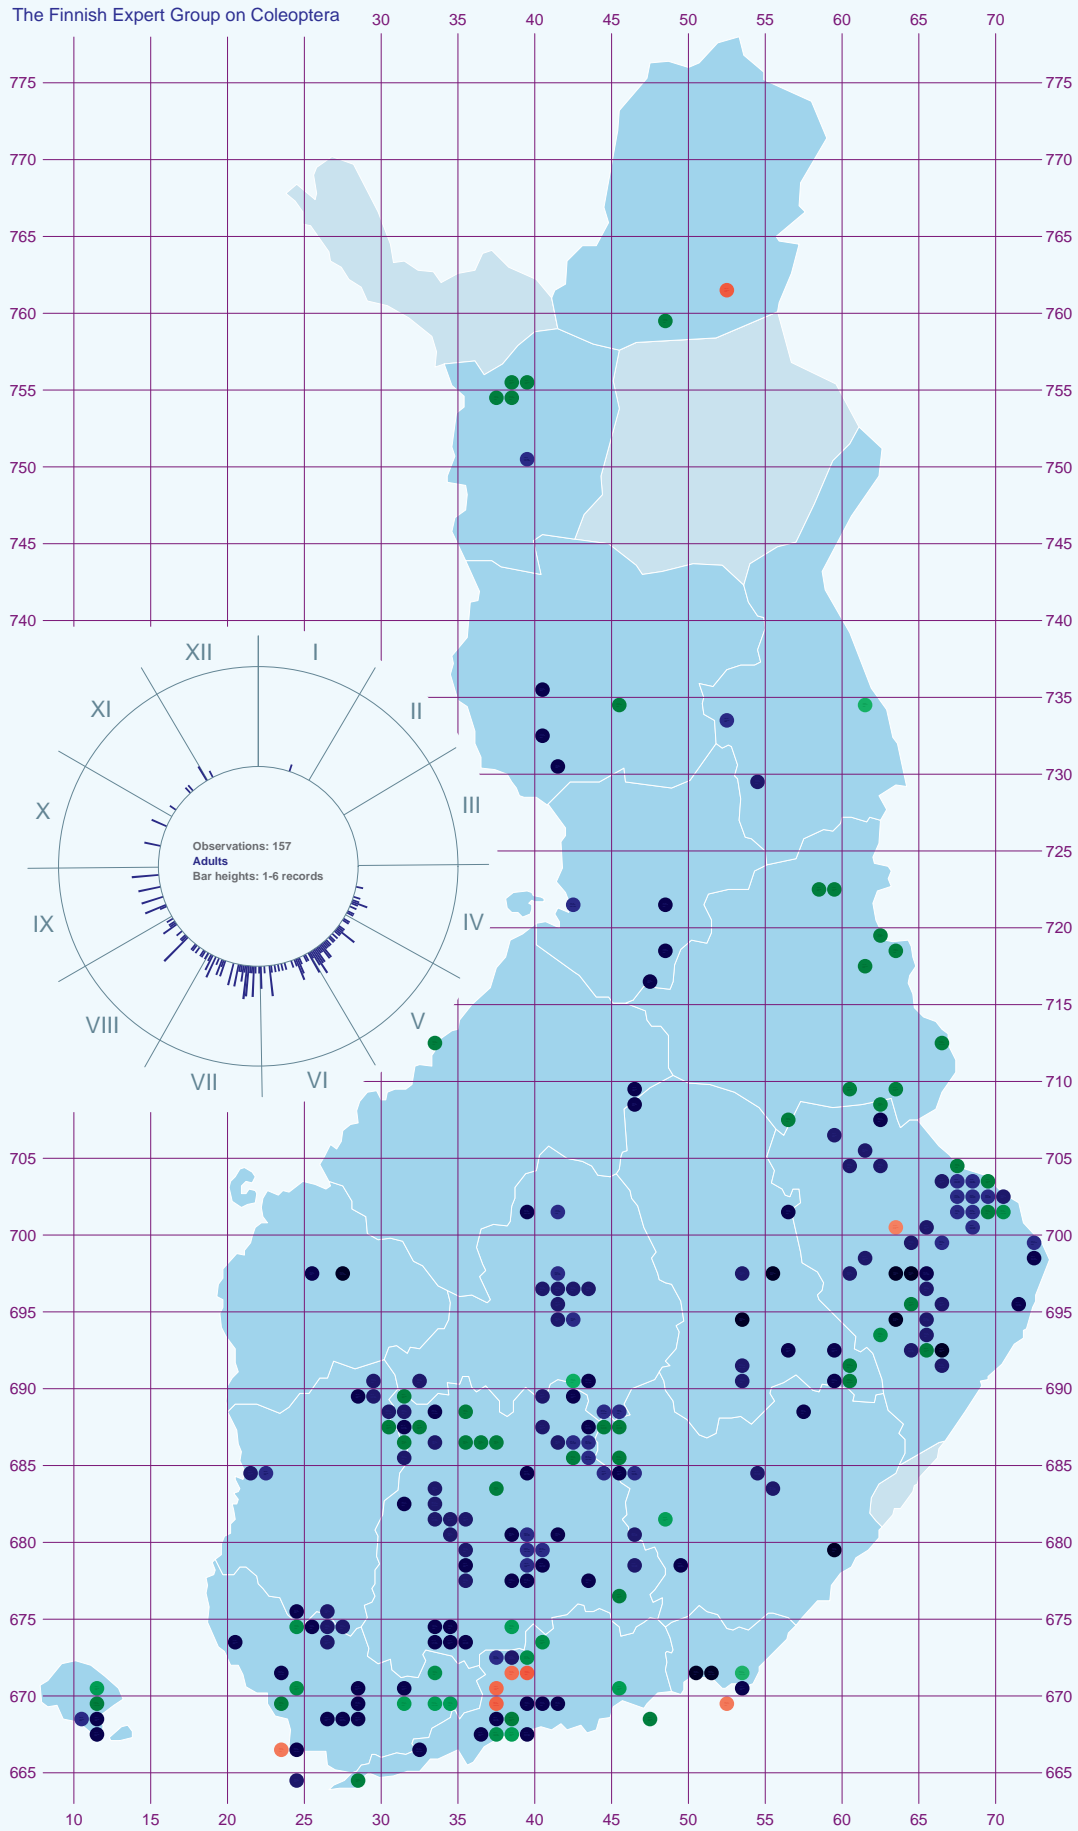 The Finnish Expert Group on Coleoptera
30 40 45 50 55 60 65 70
775 775
770 770
765 765
760 760
755 755
750 750
745 745
740 740
XII I
XI II
735
X III
730
Observations: 157
Adults
Bar heights: 1-6 records
725
IX IV
720
VIII V
715
VII VI
710
705 705
700 700
695 695
690 690
685 685
680 680
675 675
670 670
665 665
10 15 20 25 30 35 40 45 50 55 60 65 70